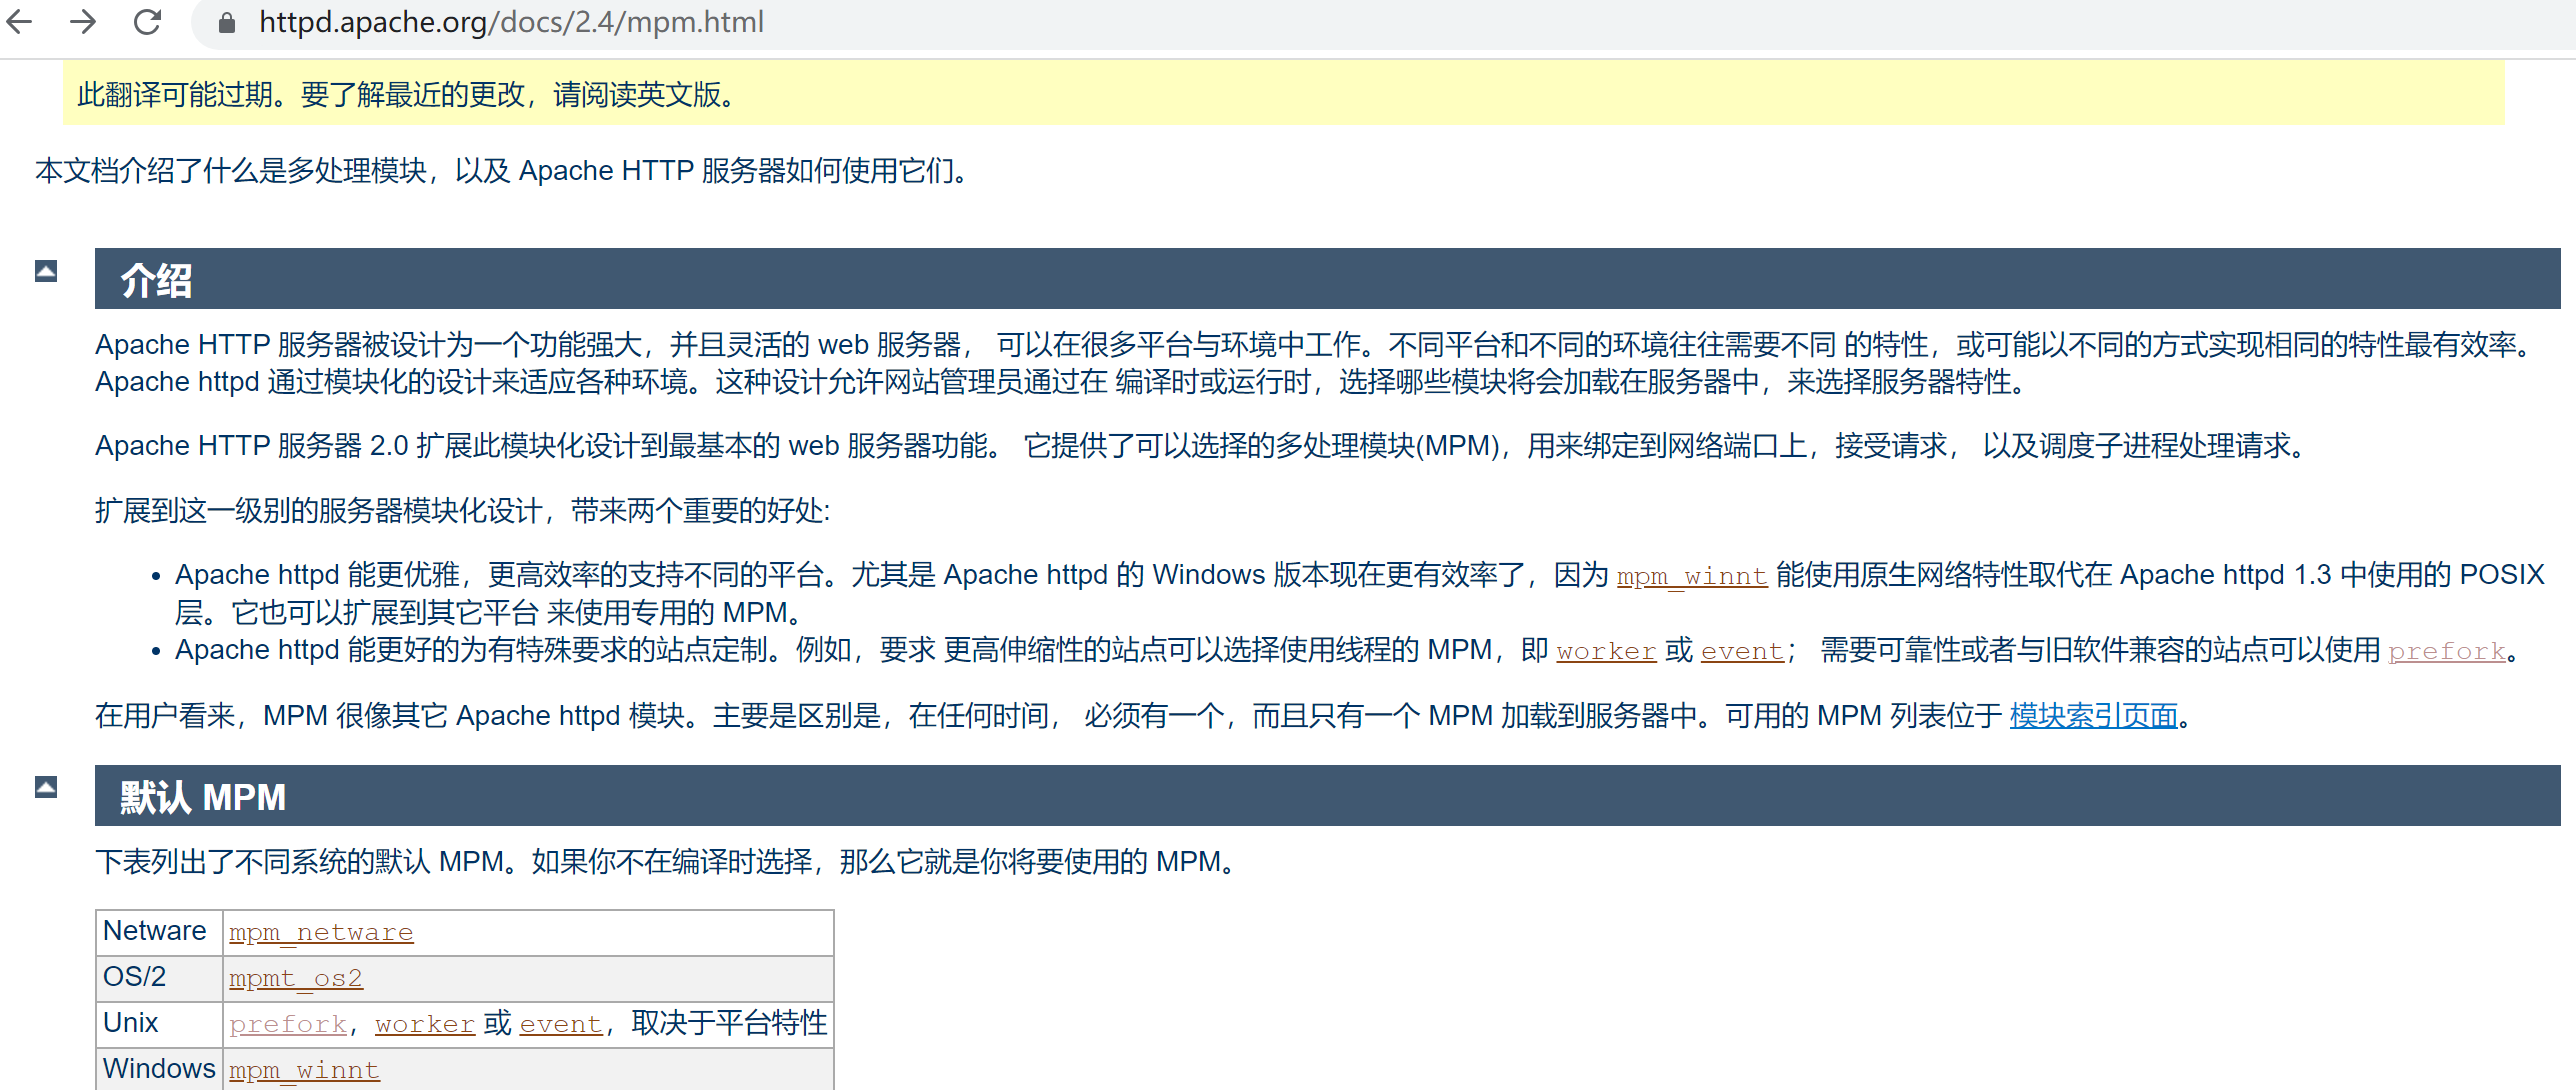 httpd.apache.org/docs/2.4/mpm.html
此翻译可能过期。要了解最近的更改，请阅读英文版。
本文档介绍了什么是多处理模块，以及 Apache HTTP 服务器如何使用它们。
介绍
Apache HTTP 服务器被设计为一个功能强大，并且灵活的 web 服务器， 可以在很多平台与环境中工作。不同平台和不同的环境往往需要不同 的特性，或可能以不同的方式实现相同的特性最有效率。
Apache httpd 通过模块化的设计来适应各种环境。这种设计允许网站管理员通过在 编译时或运行时，选择哪些模块将会加载在服务器中，来选择服务器特性。
Apache HTTP 服务器 2.0 扩展此模块化设计到最基本的 web 服务器功能。 它提供了可以选择的多处理模块(MPM)，用来绑定到网络端口上，接受请求， 以及调度子进程处理请求。
扩展到这一级别的服务器模块化设计，带来两个重要的好处:
• Apache httpd 能更优雅，更高效率的支持不同的平台。尤其是 Apache httpd 的 Windows 版本现在更有效率了，因为 mpm_winnt 能使用原生网络特性取代在 Apache httpd 1.3 中使用的 POSIX
层。它也可以扩展到其它平台 来使用专用的 MPM。
• Apache httpd 能更好的为有特殊要求的站点定制。例如，要求 更高伸缩性的站点可以选择使用线程的 MPM，即 worker 或 event； 需要可靠性或者与旧软件兼容的站点可以使用 prefork。
在用户看来，MPM 很像其它 Apache httpd 模块。主要是区别是，在任何时间， 必须有一个，而且只有一个 MPM 加载到服务器中。可用的 MPM 列表位于 模块索引页面。
默认 MPM
下表列出了不同系统的默认 MPM。如果你不在编译时选择，那么它就是你将要使用的 MPM。
Netware mpm_netware
OS/2 mpmt_os2
Unix prefork，worker 或 event，取决于平台特性
Windows mpm_winnt